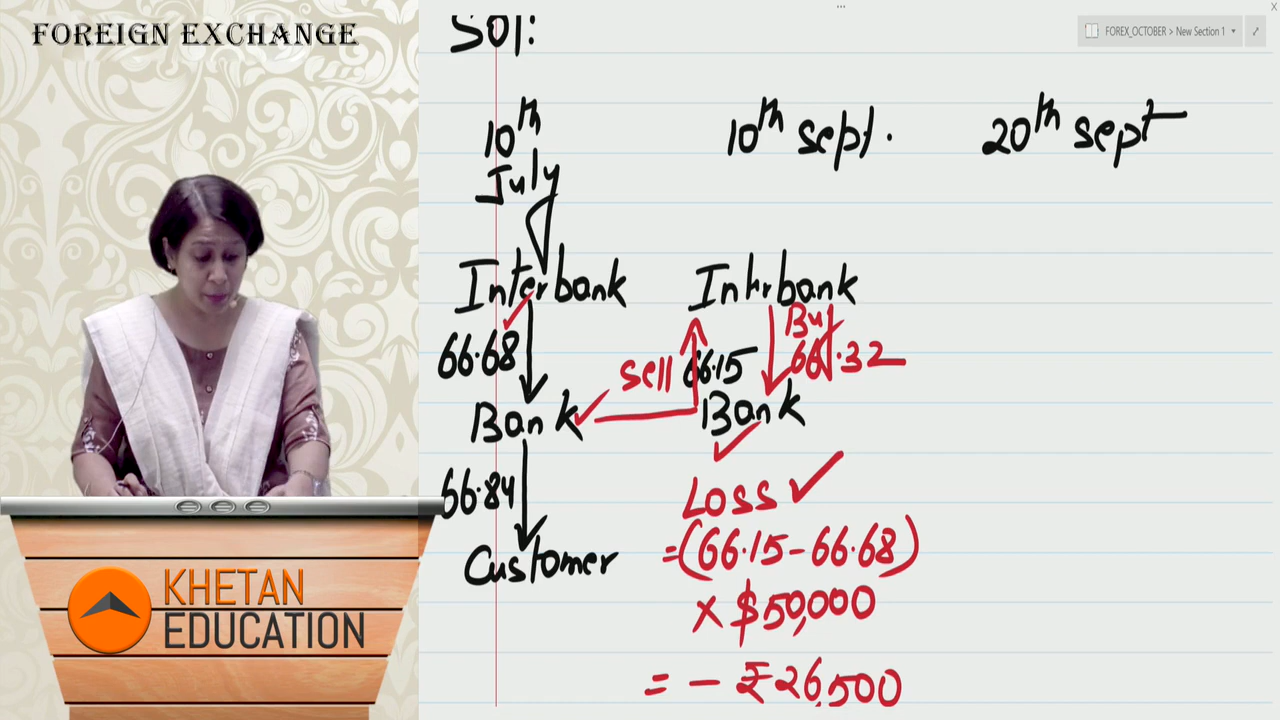 FOREIGN EXCHANGE
FOREX_OCTOBER > New Section 1
Sol:
10th
July
10th sept.
20th sept
Interbank
Interbank
66.68
Sell
66.15
Buy
66.32
Bank
Bank
66.84
Customer
Loss
=(66.15-66.68)
x $50,000
= - ₹26,500
KHETAN
EDUCATION